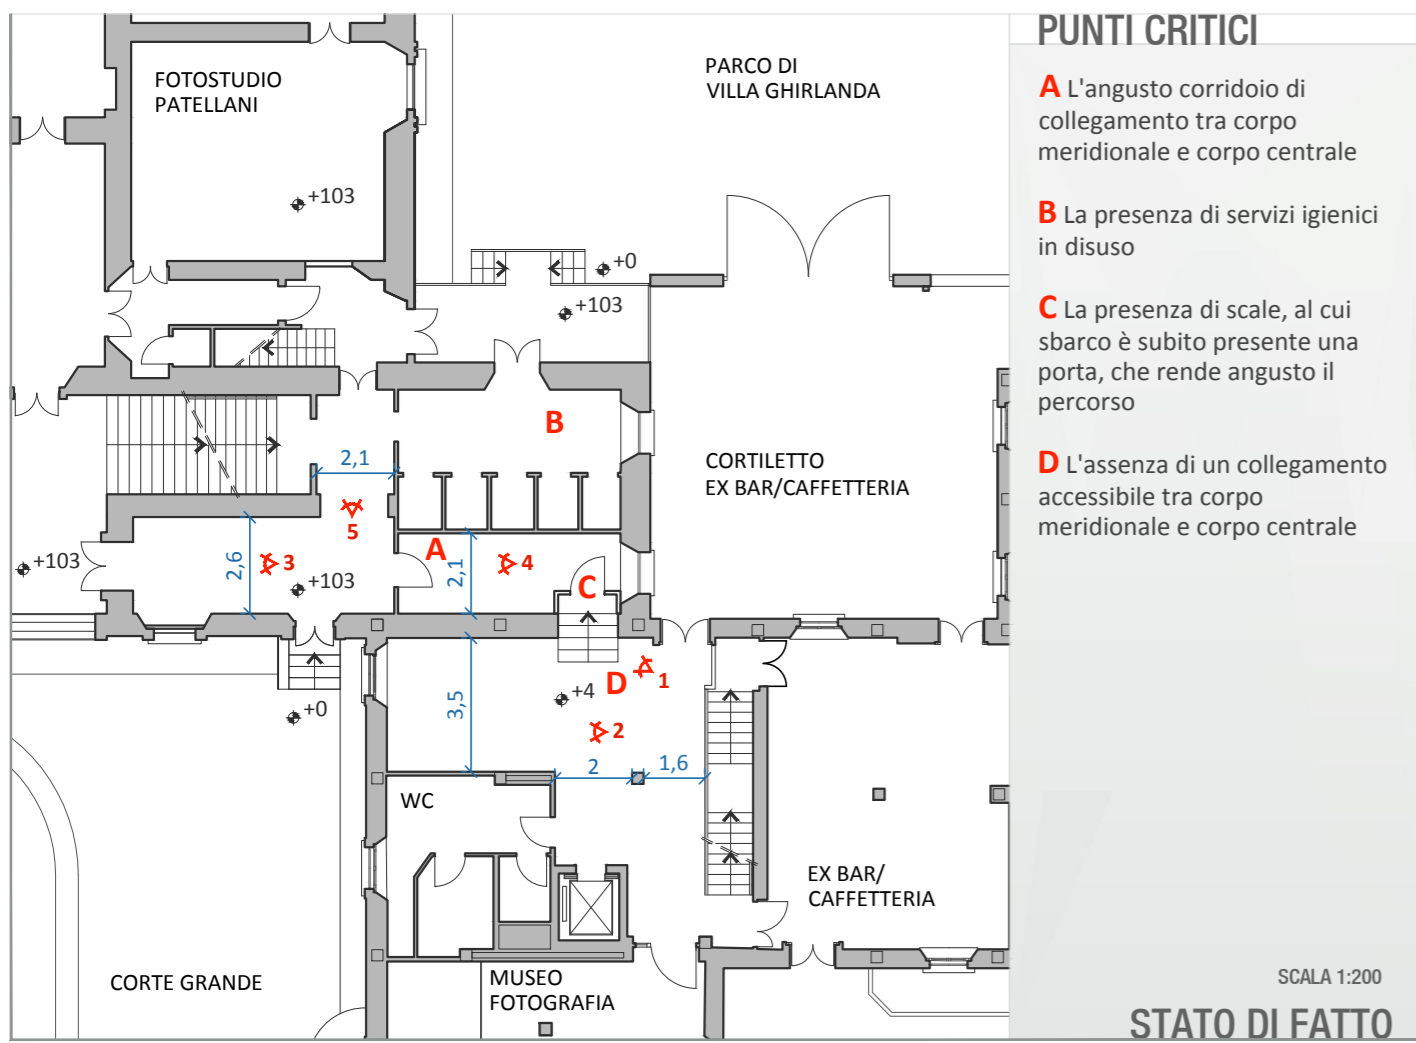 PUNTI CRITICI
A L'angusto corridoio di
collegamento tra corpo
meridionale e corpo centrale
B La presenza di servizi igienici
in disuso
C La presenza di scale, al cui
sbarco è subito presente una
porta, che rende angusto il
percorso
D L'assenza di un collegamento
accessibile tra corpo
meridionale e corpo centrale
SCALA 1:200
STATO DI FATTO
FOTOSTUDIO
PATELLANI
PARCO DI
VILLA GHIRLANDA
+103
+0
+103
B
2,1
CORTILETTO
EX BAR/CAFFETTERIA
5
A
+103
2,6
3
+103
2,1
4
C
D
1
+4
+0
3,5
2
2
1,6
WC
EX BAR/
CAFFETTERIA
CORTE GRANDE
MUSEO
FOTOGRAFIA